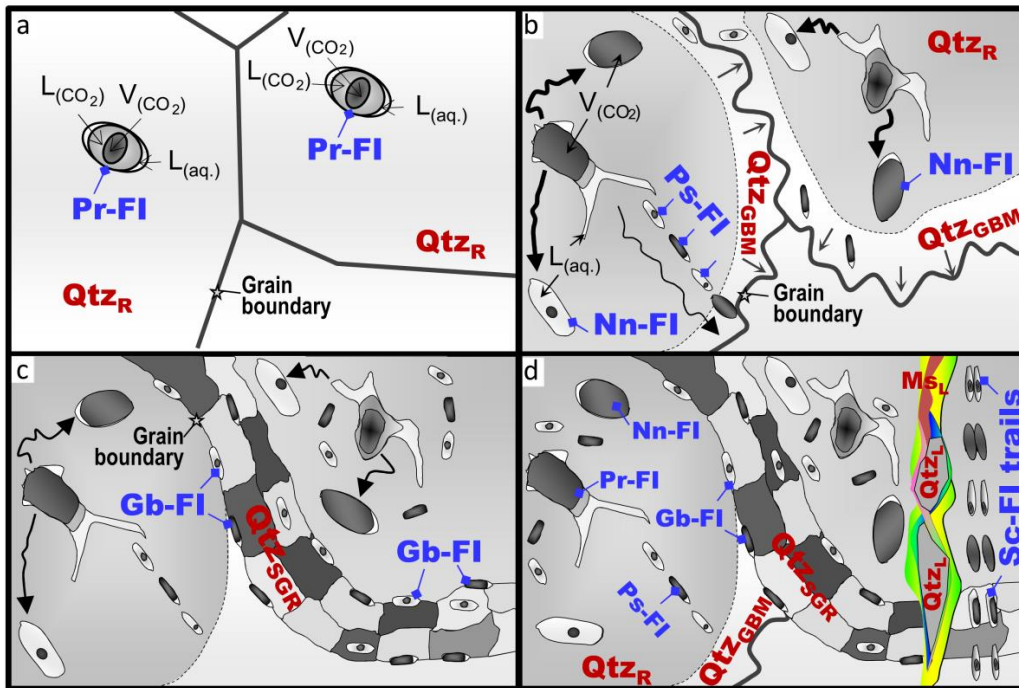 a
V(CO2)
L(CO2)
V(CO2)
L(CO2)
L(aq.)
Pr-FI
L(aq.)
Pr-FI
QtzR
QtzR
Grain
boundary
b
QtzR
V(CO2)
Nn-FI
Ps-FI
QtzGBM
QtzGBM
L(aq.)
Grain
boundary
Nn-FI
c
Grain
boundary
Gb-FI
QtzSGR
Gb-FI
d
MsL
Nn-FI
QtzL
Pr-FI
Gb-FI
QtzSGR
QtzL
Sc-FI trails
Ps-FI
QtzGBM
QtzR